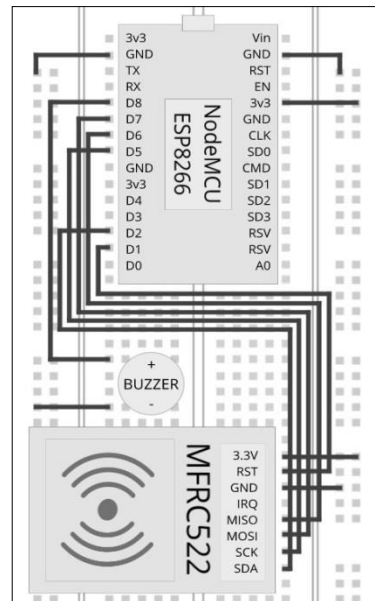 3v3
GND
TX
RX
D8
D7
D6
D5
GND
3v3
D4
D3
D2
D1
D0
NodeMCU
ESP8266
Vin
GND
RST
EN
3v3
GND
CLK
SD0
CMD
SD1
SD2
SD3
RSV
RSV
A0
+
BUZZER
-
MFRC522
3.3V
RST
GND
IRQ
MISO
MOSI
SCK
SDA